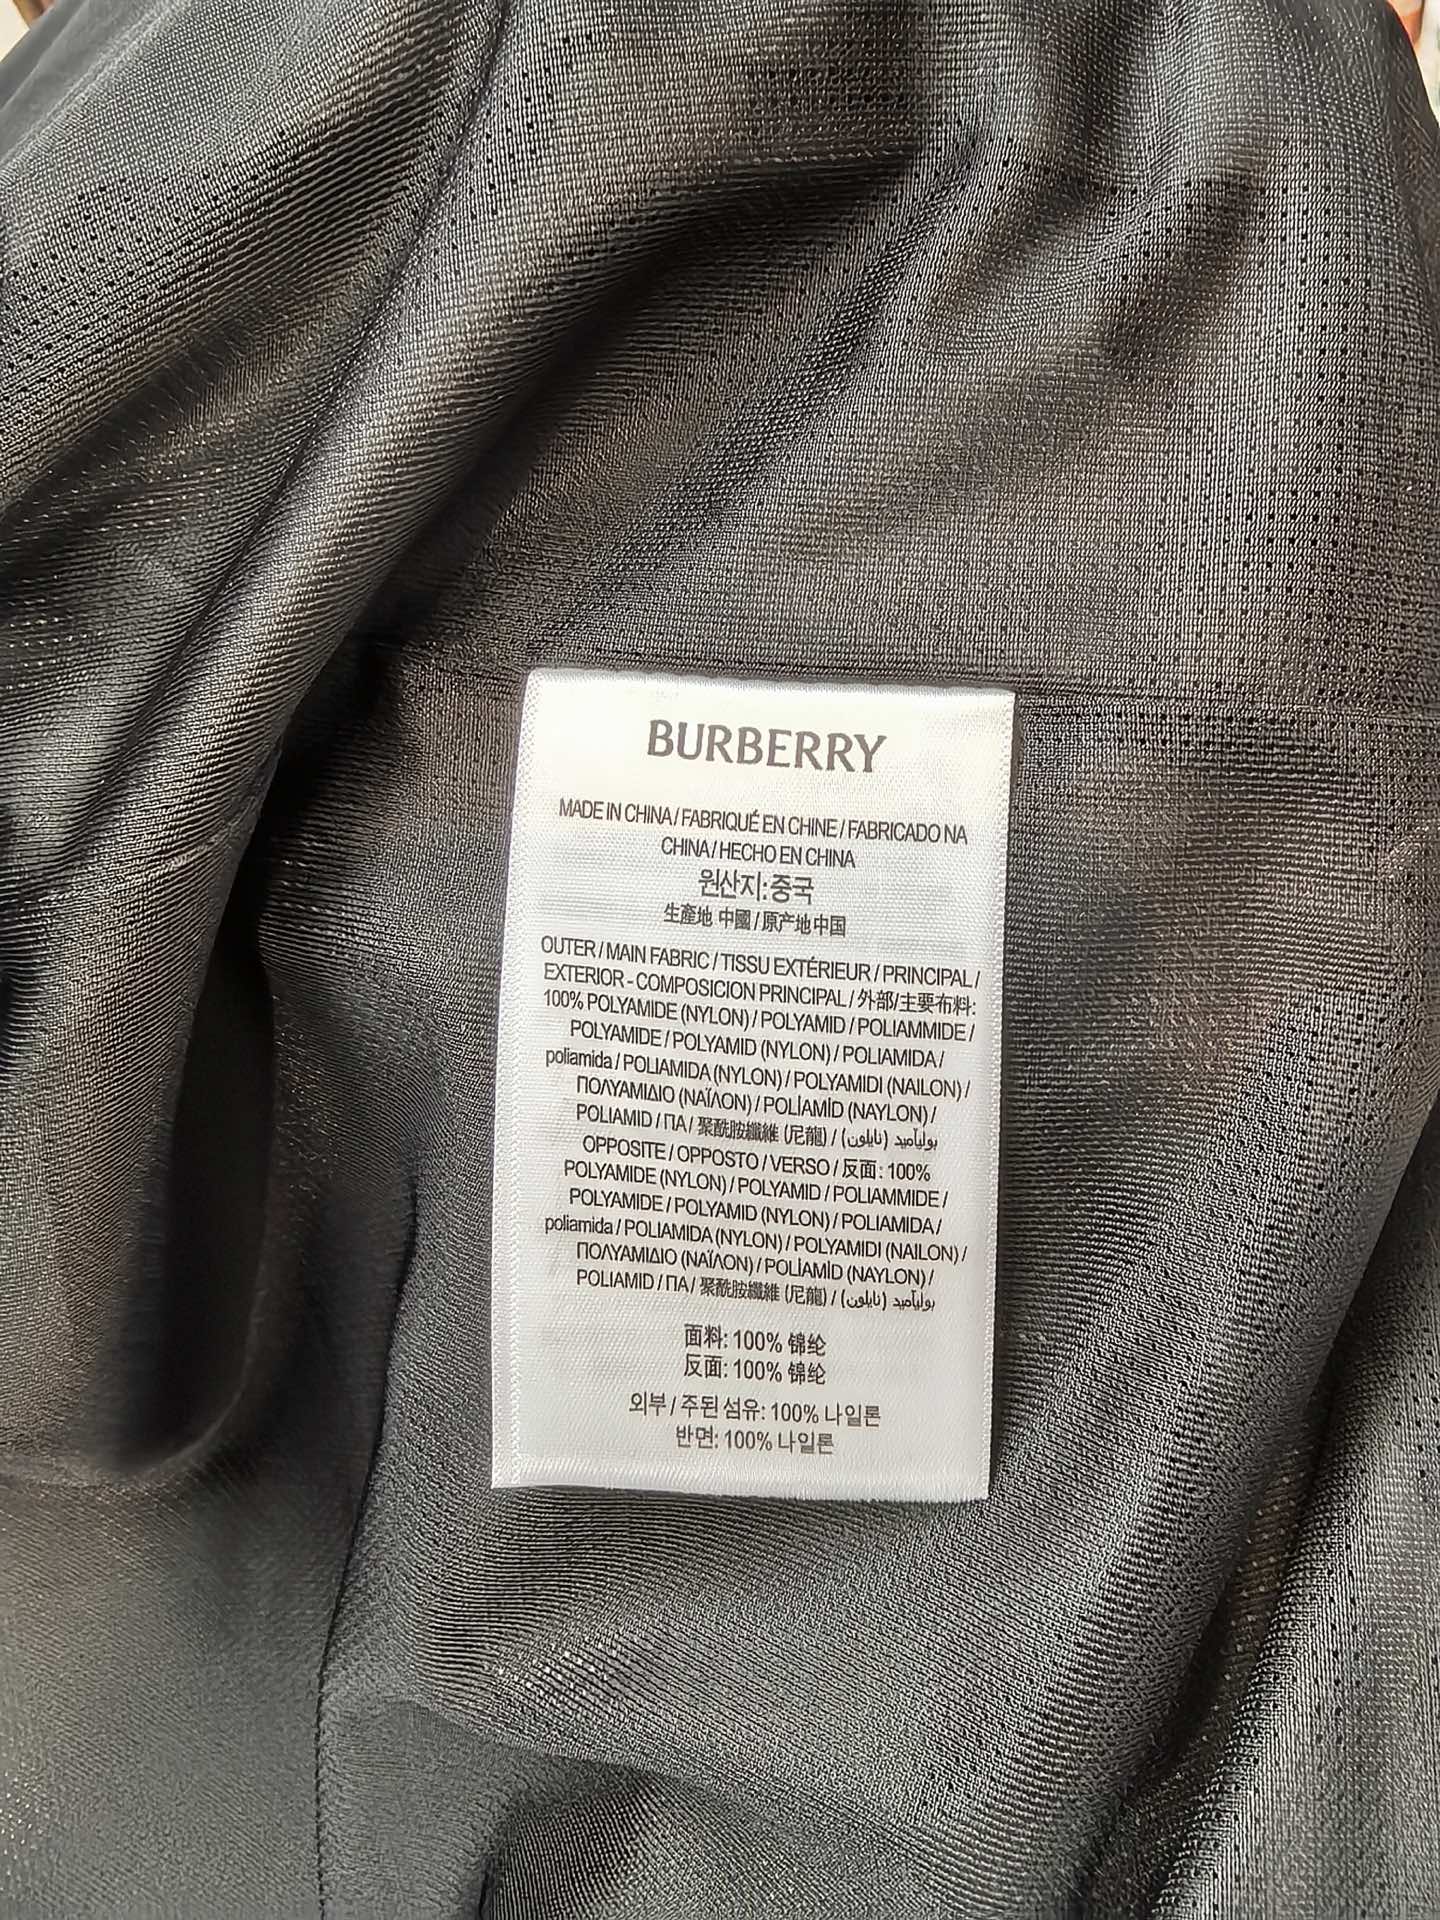 BURBERRY
MADE IN CHINA / FABRIQUÉ EN CHINE / FABRICADO NA
CHINA / HECHO EN CHINA
원산지: 중국
生產地 中國 / 原产地 中国
OUTER / MAIN FABRIC / TISSU EXTÉRIEUR / PRINCIPAL /
EXTERIOR - COMPOSICION PRINCIPAL / 外部/主要布料:
100% POLYAMIDE (NYLON) / POLYAMID / POLIAMMIDE /
POLYAMIDE / POLYAMID (NYLON) / POLIAMIDA /
poliamida / POLIAMIDA (NYLON) / POLYAMIDI (NAILON) /
ΠΟΛΥΑΜΙΔΙΟ (ΝΑΪΛΟΝ) / POLİAMİD (NAYLON) /
POLIAMID / ПА / 聚酰胺纖維 (尼龍) / بولياميد (نايلون)
OPPOSITE / OPPOSTO / VERSO / 反面: 100%
POLYAMIDE (NYLON) / POLYAMID / POLIAMMIDE /
POLYAMIDE / POLYAMID (NYLON) / POLIAMIDA /
poliamida / POLIAMIDA (NYLON) / POLYAMIDI (NAILON) /
ΠΟΛΥΑΜΙΔΙΟ (ΝΑΪΛΟΝ) / POLİAMİD (NAYLON) /
POLIAMID / ПА / 聚酰胺纖維 (尼龍) / بولياميد (نايلون)
面料: 100% 锦纶
反面: 100% 锦纶
외부 / 주된 섬유: 100% 나일론
반면: 100% 나일론